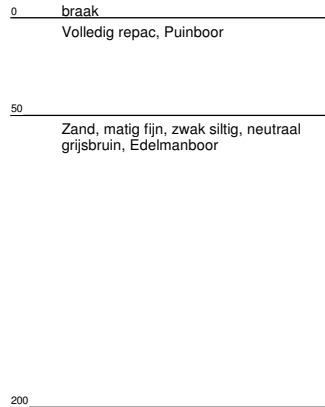 0 braak
Volledig repac, Puinboor
50
Zand, matig fijn, zwak siltig, neutraal
grijsbruin, Edelmanboor
200